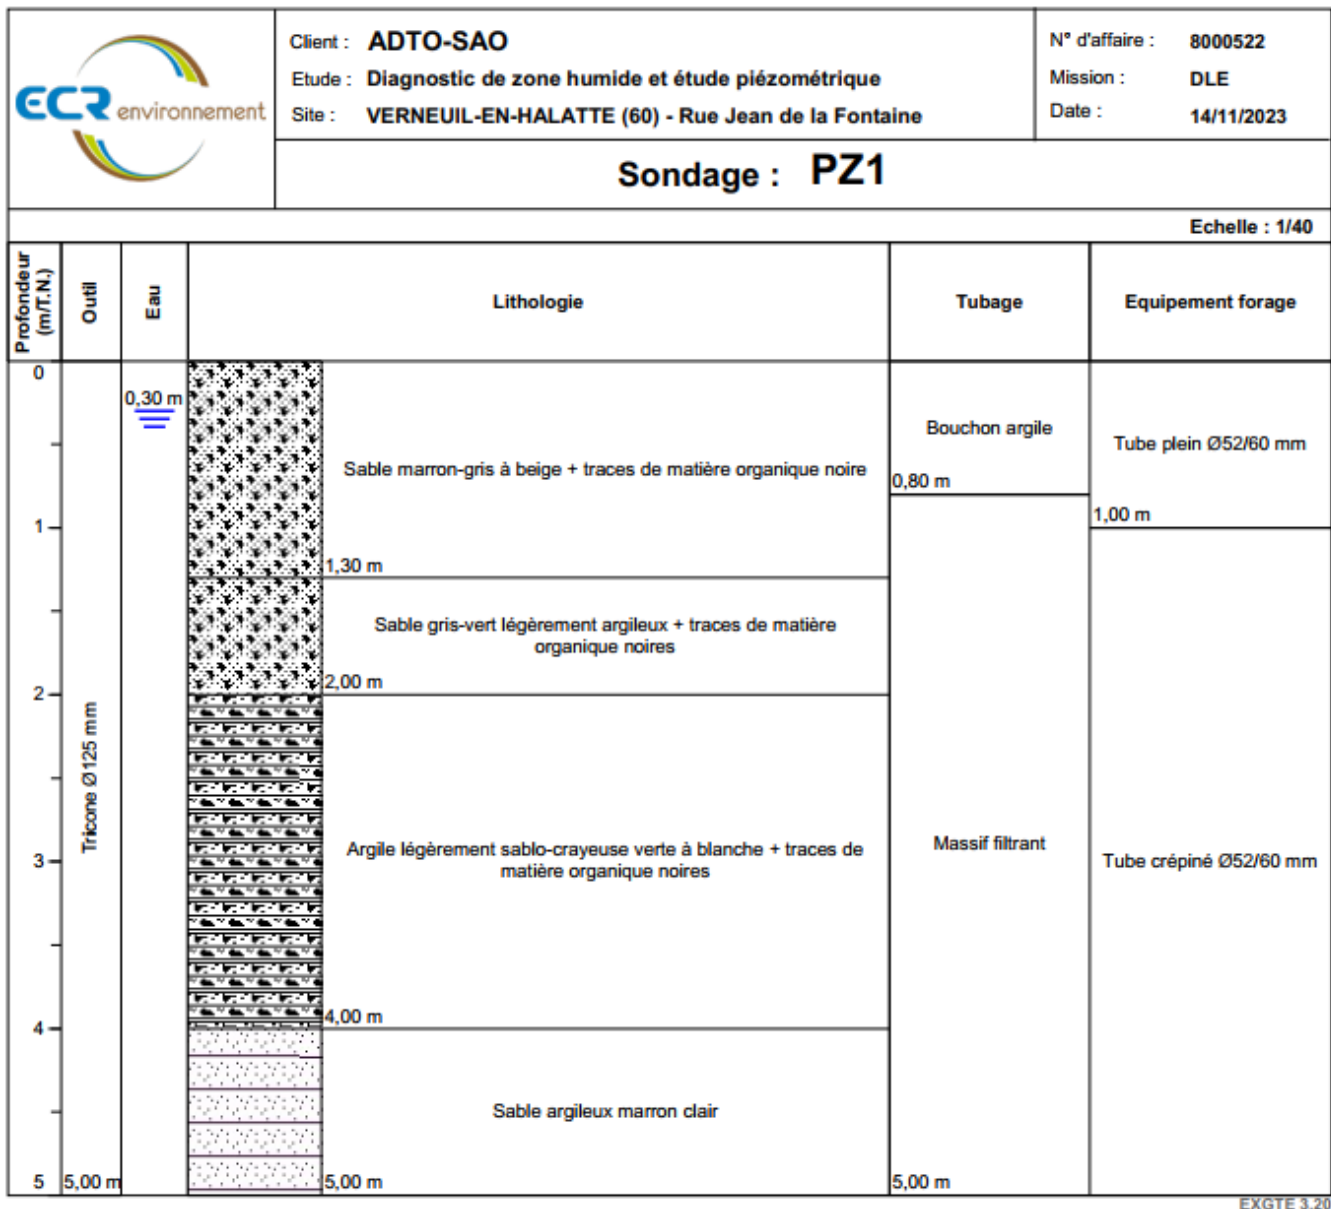 ECR environnement
Client : ADTO-SAO
Etude : Diagnostic de zone humide et étude piézométrique
Site : VERNEUIL-EN-HALATTE (60) - Rue Jean de la Fontaine
N° d'affaire : 8000522
Mission : DLE
Date : 14/11/2023
Sondage : PZ1
Echelle : 1/40
Profondeur
(m/T.N.)
Outil
Eau
Lithologie
Tubage
Equipement forage
0
1
2
3
4
5
Tricone Ø125 mm
5,00 m
0,30 m
Sable marron-gris à beige + traces de matière organique noire
1,30 m
Sable gris-vert légèrement argileux + traces de matière
organique noires
2,00 m
Argile légèrement sablo-crayeuse verte à blanche + traces de
matière organique noires
4,00 m
Sable argileux marron clair
5,00 m
Bouchon argile
0,80 m
Massif filtrant
5,00 m
Tube plein Ø52/60 mm
1,00 m
Tube crépiné Ø52/60 mm
EXGTE 3.20